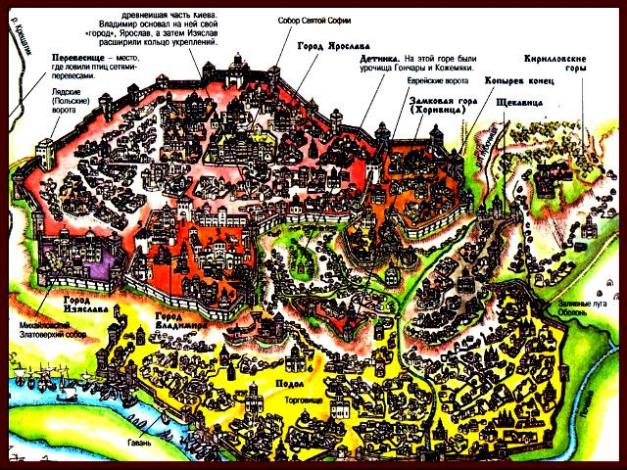 древнейшая часть Киева.
Владимир основал на ней свой
«город», Ярослав, а затем Изяслав
расширили кольцо укреплений.
Собор Святой Софии
Город Ярослава
р. Крещатик
Перевесище – место,
где ловили птиц сетями-
перевесами.
Лядские
(Польские)
ворота
Детинка. На этой горе были
урочища Гончары и Кожемяки.
Еврейские ворота
Замковая гора
(Хоривица)
Копырев конец
Кирилловские
горы
Щекавица
Город
Изяслава
Михайловский
Златоверхий собор
Город
Владимира
Подол
Торговище
Гавань
Заливные луга
Оболонь
Почайна